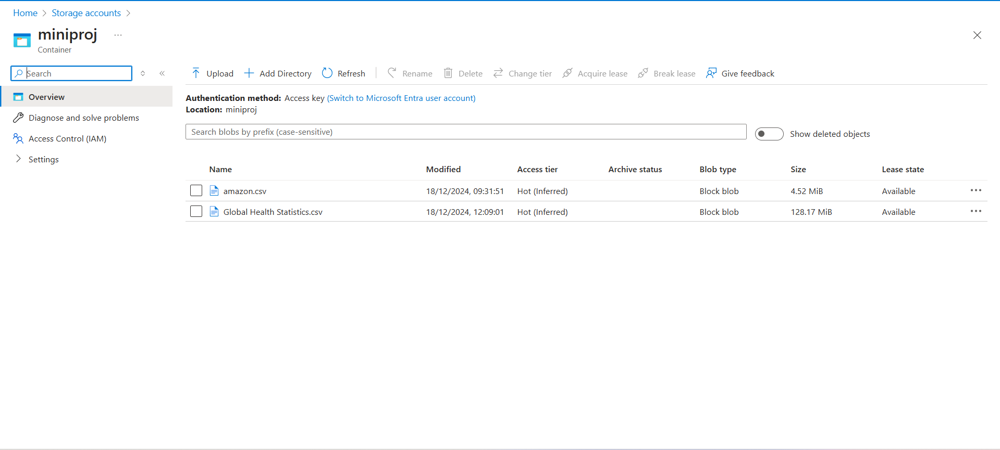 Home > Storage accounts >
miniproj ...
Container
Search
Upload Add Directory Refresh Rename Delete Change tier Acquire lease Break lease Give feedback
Overview
Diagnose and solve problems
Access Control (IAM)
Settings
Authentication method: Access key (Switch to Microsoft Entra user account)
Location: miniproj
Search blobs by prefix (case-sensitive)
Show deleted objects
Name Modified Access tier Archive status Blob type Size Lease state
amazon.csv 18/12/2024, 09:31:51 Hot (Inferred) Block blob 4.52 MiB Available ...
Global Health Statistics.csv 18/12/2024, 12:09:01 Hot (Inferred) Block blob 128.17 MiB Available ...